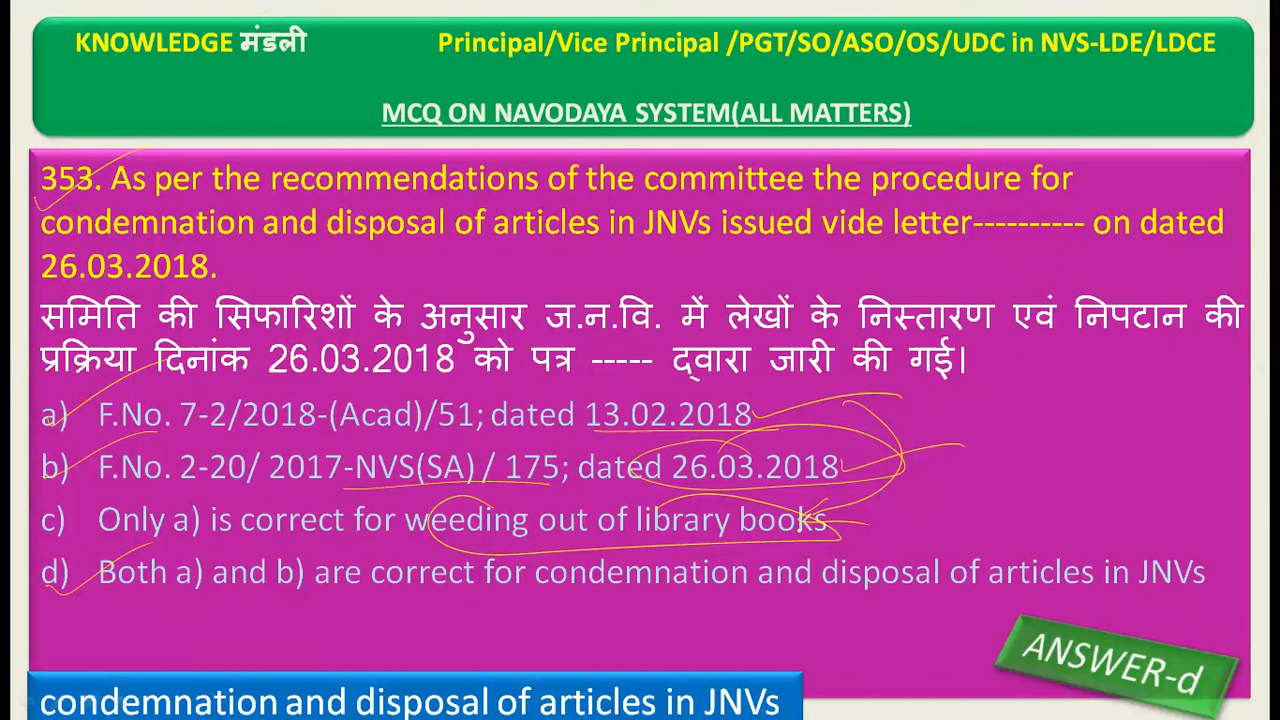 KNOWLEDGE मंडली Principal/Vice Principal /PGT/SO/ASO/OS/UDC in NVS-LDE/LDCE
MCQ ON NAVODAYA SYSTEM(ALL MATTERS)
353. As per the recommendations of the committee the procedure for
condemnation and disposal of articles in JNVs issued vide letter---------- on dated
26.03.2018.
समिति की सिफारिशों के अनुसार ज.न.वि. में लेखों के निस्तारण एवं निपटान की
प्रक्रिया दिनांक 26.03.2018 को पत्र ----- द्वारा जारी की गई।
a) F.No. 7-2/2018-(Acad)/51; dated 13.02.2018
b) F.No. 2-20/ 2017-NVS(SA) / 175; dated 26.03.2018
c) Only a) is correct for weeding out of library books
d) Both a) and b) are correct for condemnation and disposal of articles in JNVs
ANSWER-d
condemnation and disposal of articles in JNVs